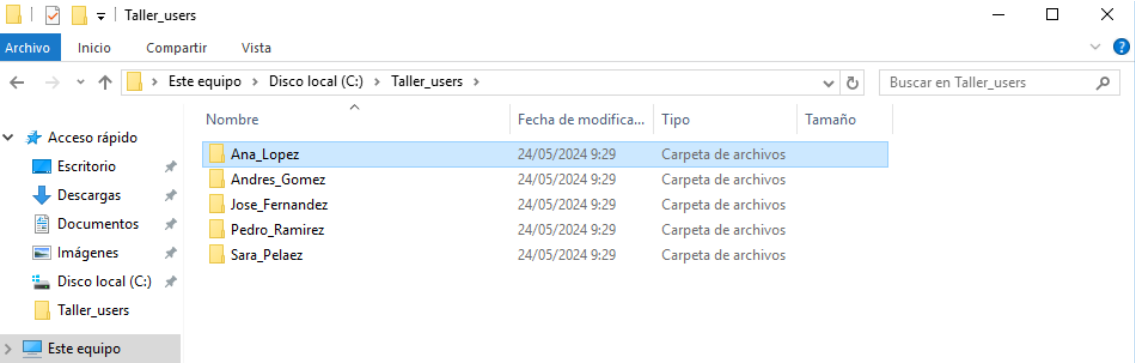 Taller_users
Archivo Inicio Compartir Vista
Este equipo Disco local (C:) Taller_users Buscar en Taller_users
Nombre Fecha de modifica... Tipo Tamaño
Acceso rápido
Escritorio
Descargas
Documentos
Imágenes
Disco local (C:)
Taller_users
Este equipo
Ana_Lopez 24/05/2024 9:29 Carpeta de archivos
Andres_Gomez 24/05/2024 9:29 Carpeta de archivos
Jose_Fernandez 24/05/2024 9:29 Carpeta de archivos
Pedro_Ramirez 24/05/2024 9:29 Carpeta de archivos
Sara_Pelaez 24/05/2024 9:29 Carpeta de archivos